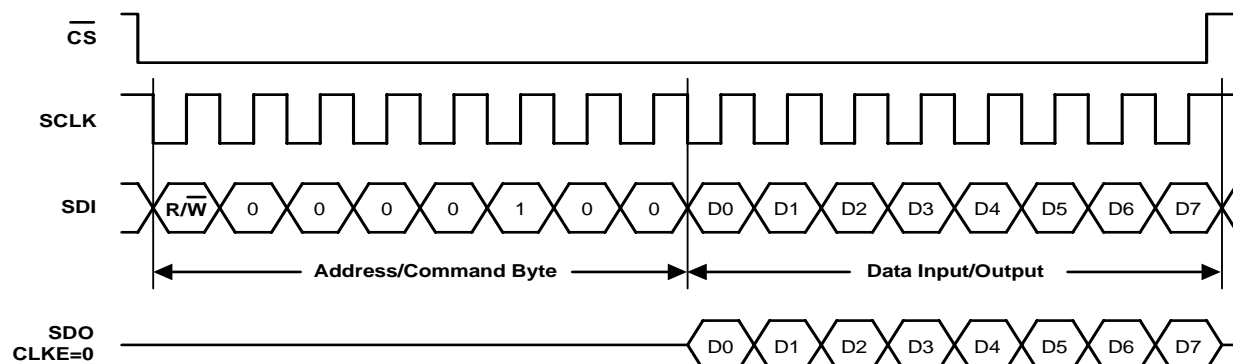 C̅S̅
SCLK
SDI R/W̅ 0 0 0 0 1 0 0 D0 D1 D2 D3 D4 D5 D6 D7
Address/Command Byte Data Input/Output
SDO
CLKE=0 D0 D1 D2 D3 D4 D5 D6 D7